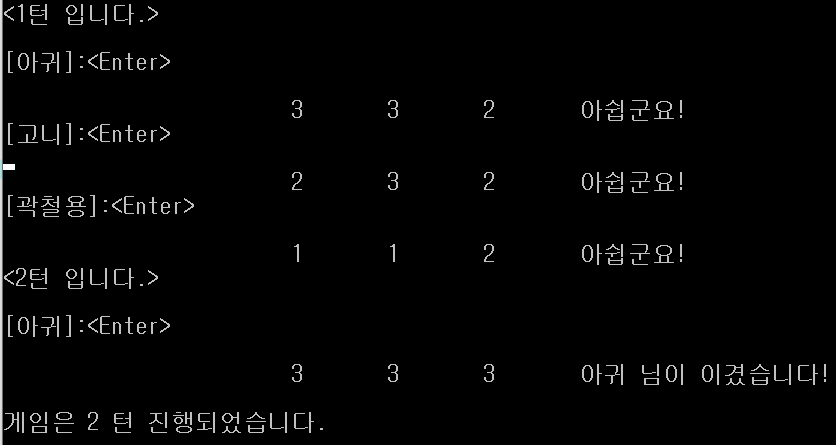 <1턴 입니다.>
[아귀]:<Enter>
3 3 2 아쉽군요!
[고니]:<Enter>
2 3 2 아쉽군요!
[곽철용]:<Enter>
1 1 2 아쉽군요!
<2턴 입니다.>
[아귀]:<Enter>
3 3 3 아귀 님이 이겼습니다!
게임은 2 턴 진행되었습니다.